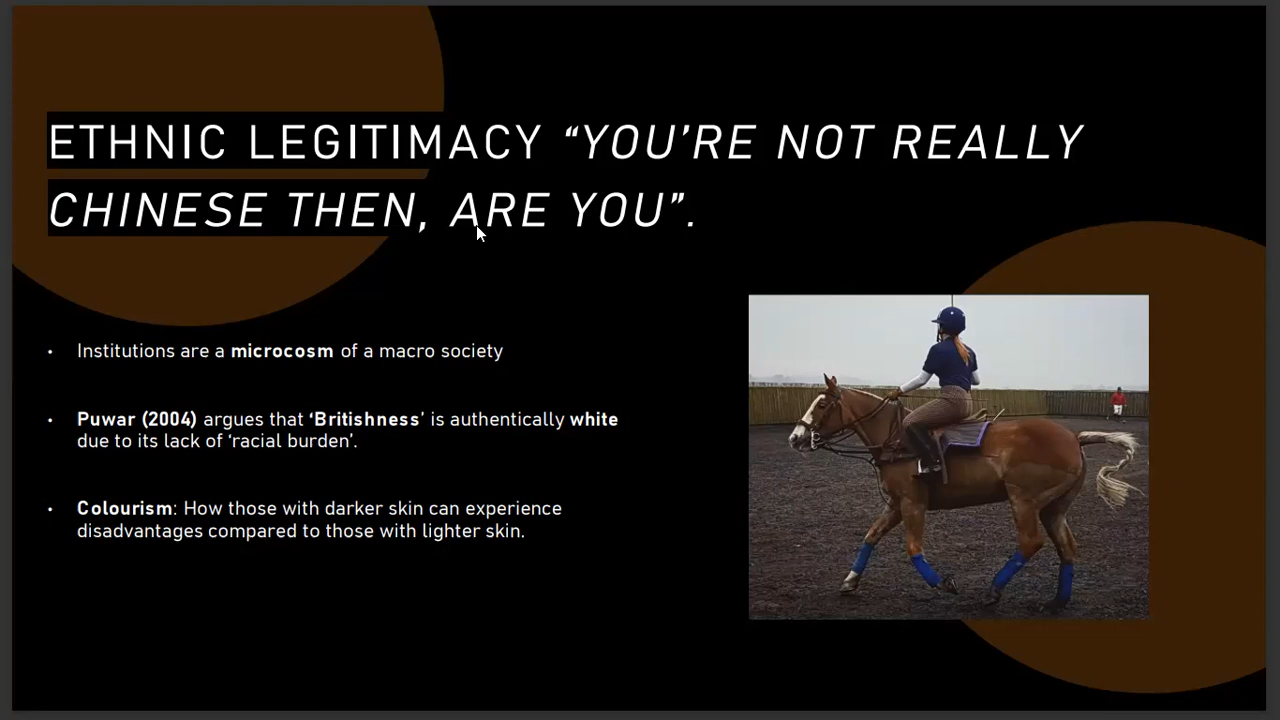 ETHNIC LEGITIMACY “YOU’RE NOT REALLY
CHINESE THEN, ARE YOU”.
• Institutions are a microcosm of a macro society
• Puwar (2004) argues that ‘Britishness’ is authentically white
due to its lack of ‘racial burden’.
• Colourism: How those with darker skin can experience
disadvantages compared to those with lighter skin.